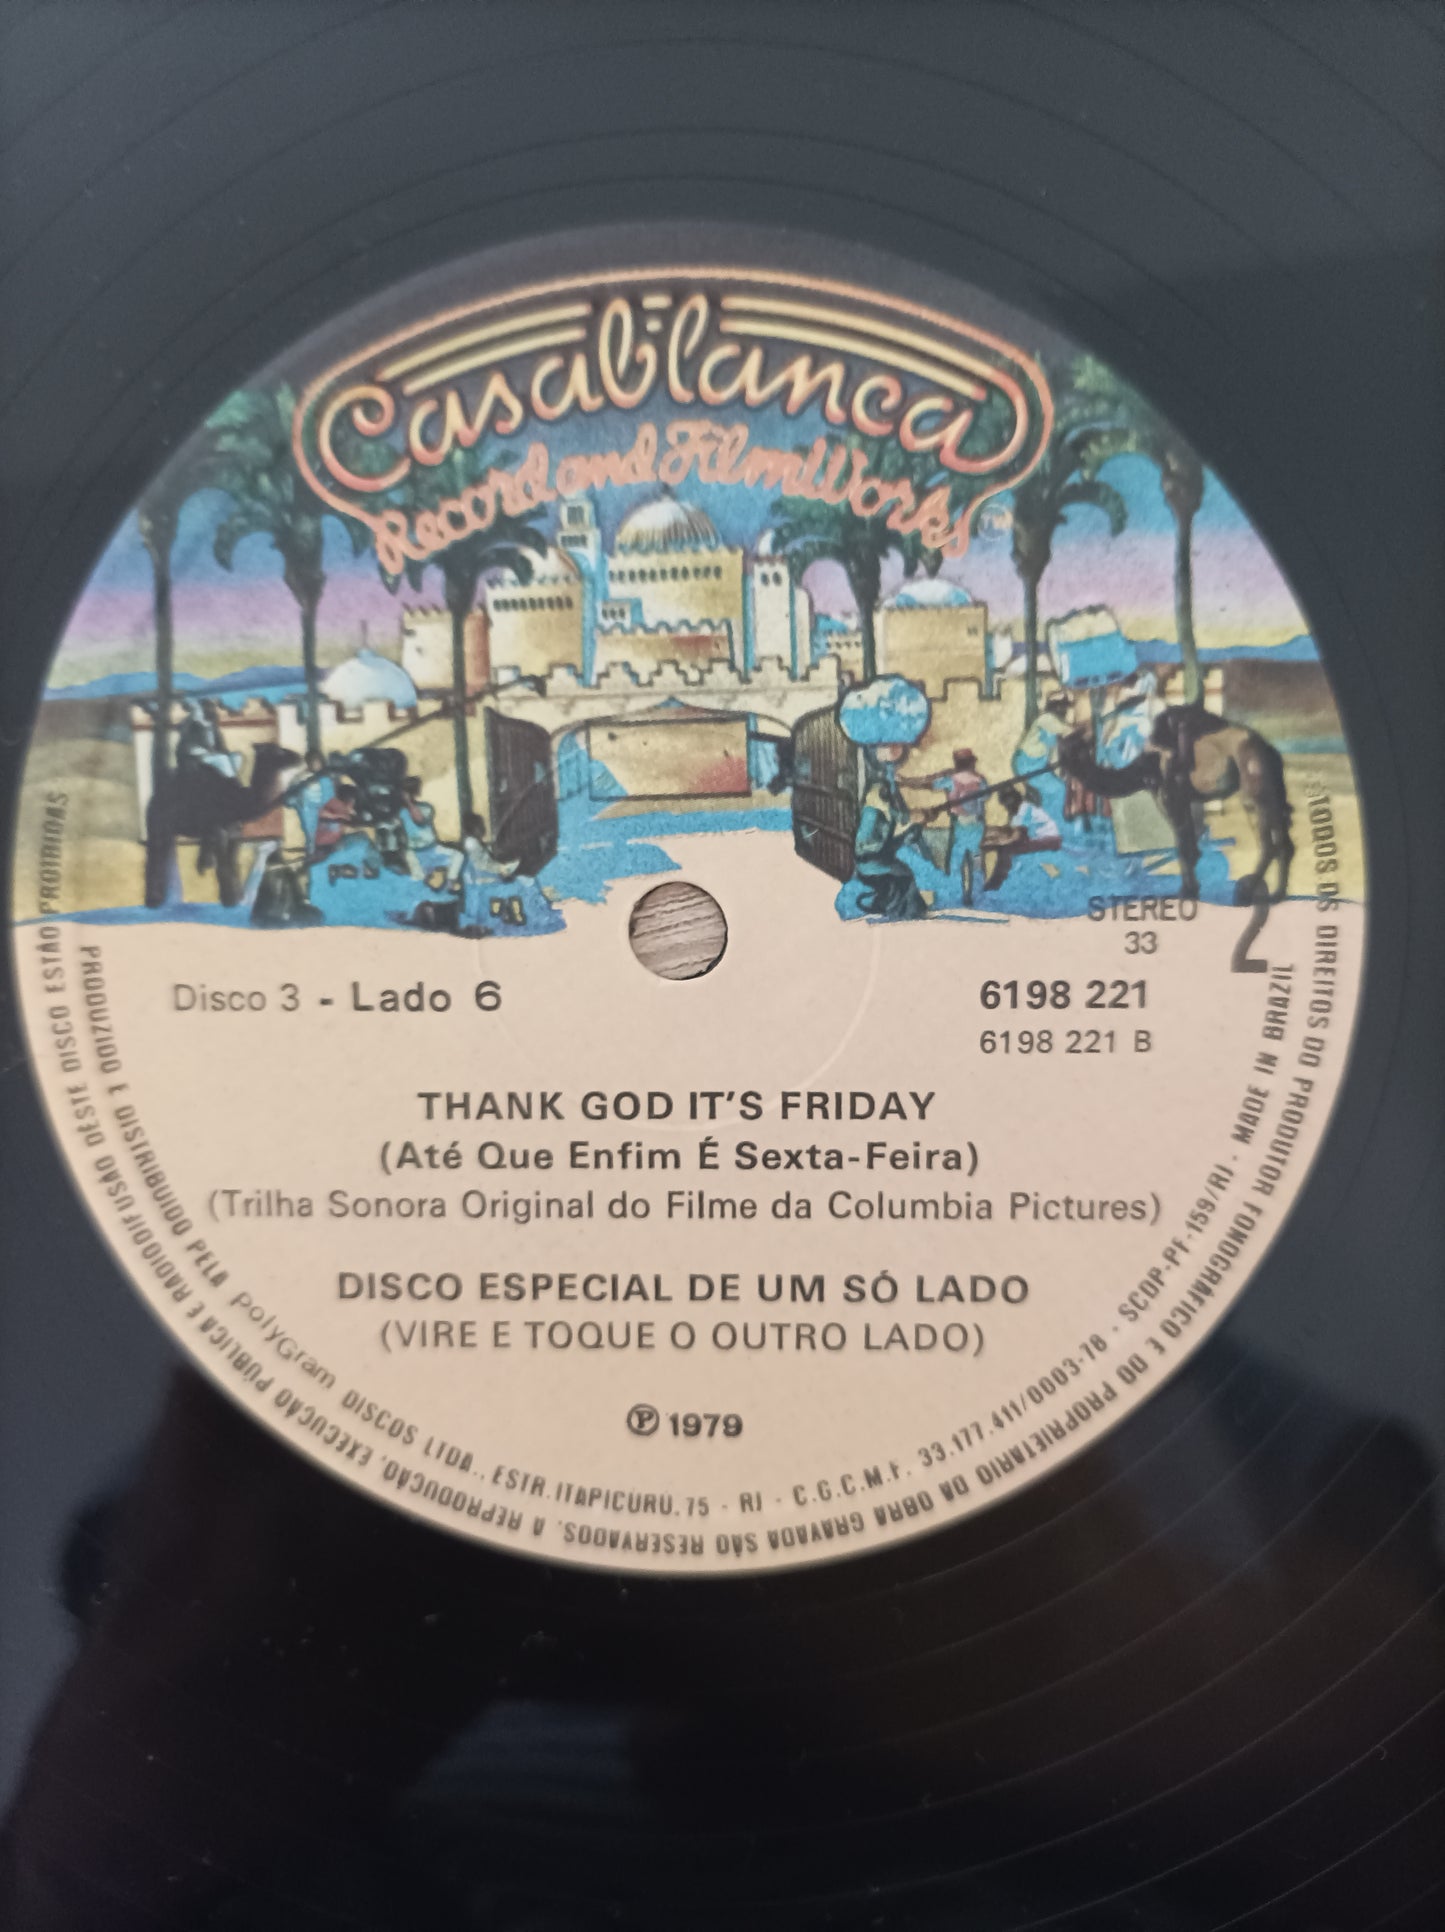 Casablanca
Record and FilmWorks
TM
STEREO
33
2
Disco 3 - Lado 6
6198 221
6198 221 B
THANK GOD IT'S FRIDAY
(Até Que Enfim É Sexta-Feira)
(Trilha Sonora Original do Filme da Columbia Pictures)
DISCO ESPECIAL DE UM SÓ LADO
(VIRE E TOQUE O OUTRO LADO)
℗ 1979
PRODUZIDO E DISTRIBUIDO PELA PolyGram DISCOS LTDA., ESTR. ITAPICURU, 75 - RJ - C.G.C.M.F. 33.177.411/0003-78 - SCDP-PF-159/RJ - MADE IN BRAZIL
TODOS OS DIREITOS DO PRODUTOR FONOGRÁFICO E DO PROPRIETÁRIO DA OBRA GRAVADA SÃO RESERVADOS. A REPRODUÇÃO, EXECUÇÃO PÚBLICA E RADIODIFUSÃO DESTE DISCO ESTÃO PROIBIDAS